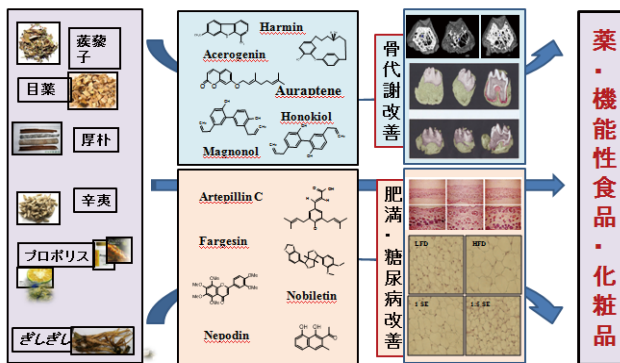 蒺藜
子
目薬
厚朴
辛夷
プロポリス
ぎしぎし
Harmin
Acerogenin
Auraptene
Honokiol
Magnonol
骨代謝改善
Artepillin C
Fargesin
Nobiletin
Nepodin
肥満・糖尿病改善
LFD
HFD
1 SE
薬・機能性食品・化粧品